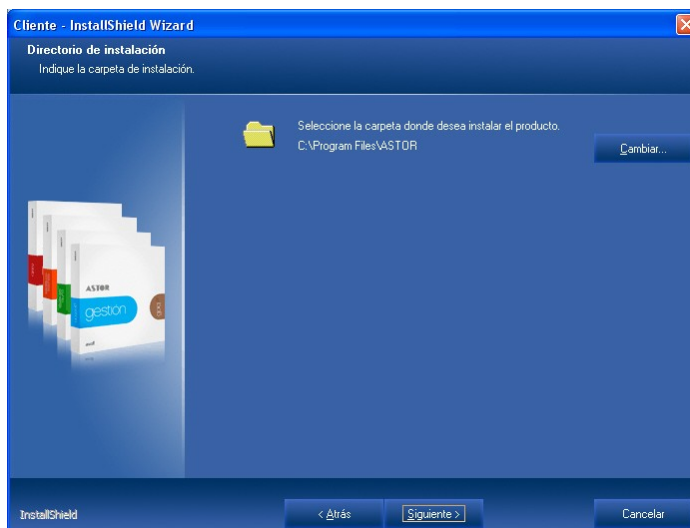 Cliente - InstallShield Wizard
Directorio de instalación
Indique la carpeta de instalación.
Seleccione la carpeta donde desea instalar el producto.
C:\Program Files\ASTOR
Cambiar...
ASTOR
gestión
InstallShield
< Atrás
Siguiente >
Cancelar